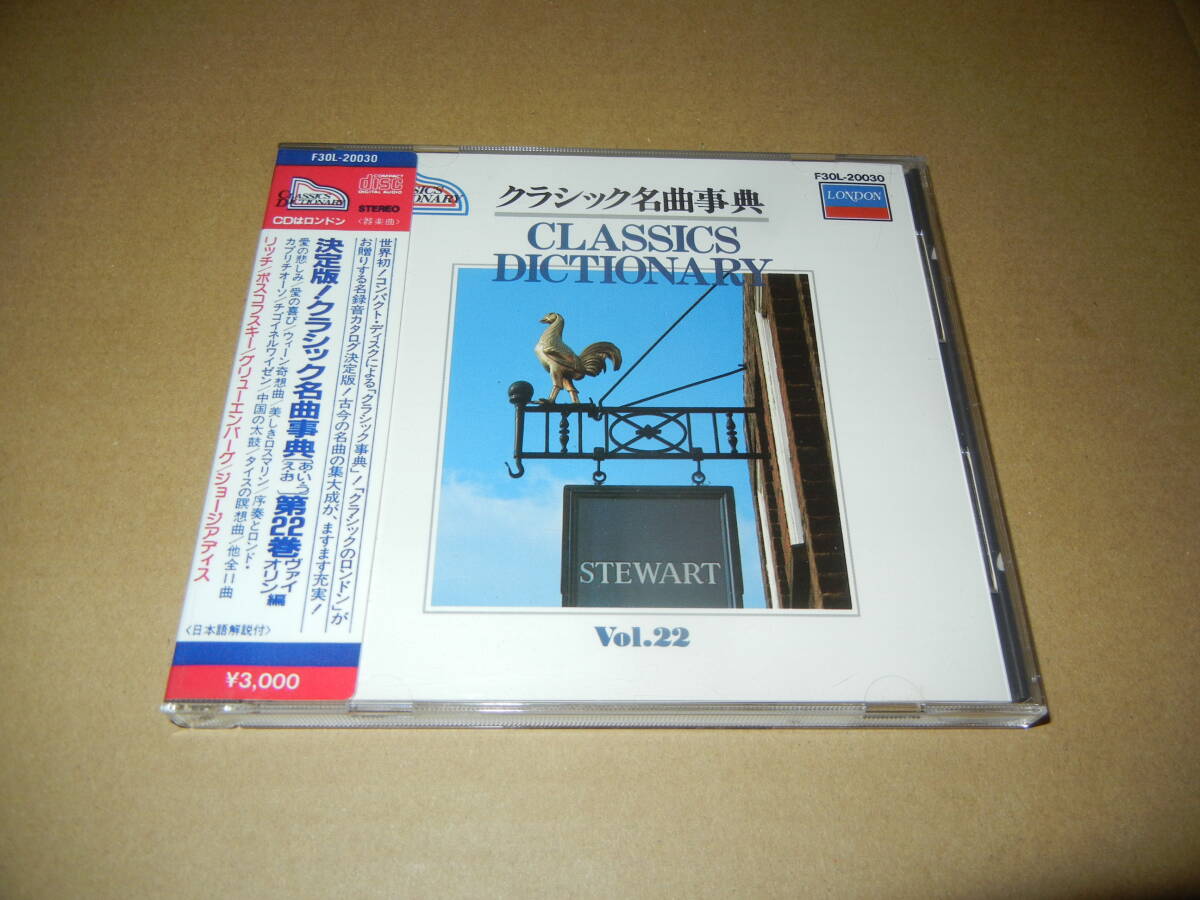 F30L-20030
CLASSICS
DICTIONARY
COMPACT
disc
DIGITAL AUDIO
STEREO
CDはロンドン
〈器楽曲〉
世界初！コンパクト・ディスクによる「クラシック事典」！「クラシックのロンドン」が
お贈りする名録音カタログ決定版！古今の名曲の集大成が、ますます充実！
決定版！クラシック名曲事典〔あ・い・う・え・お〕第22巻ヴァイオリン編
愛の悲しみ/愛の喜び/ウィーン奇想曲/美しきロスマリン/序奏とロンド・
カプリチオーソ/チゴイネルワイゼン/中国の太鼓/タイスの瞑想曲/他全11曲
リッチ/ボスコフスキー/グリューエンバーグ/ジョージアディス
〈日本語解説付〉
¥3,000
SSICS
ONARY
クラシック名曲事典
CLASSICS
DICTIONARY
F30L-20030
LONDON
STEWART
Vol.22